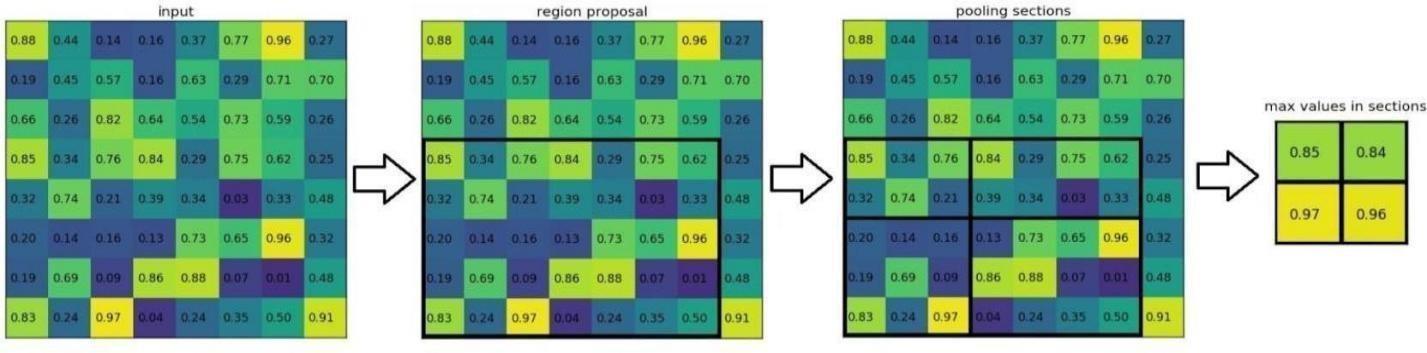 input
0.88 0.44 0.14 0.16 0.37 0.77 0.96 0.27
0.19 0.45 0.57 0.16 0.63 0.29 0.71 0.70
0.66 0.26 0.82 0.64 0.54 0.73 0.59 0.26
0.85 0.34 0.76 0.84 0.29 0.75 0.62 0.25
0.32 0.74 0.21 0.39 0.34 0.03 0.33 0.48
0.20 0.14 0.16 0.13 0.73 0.65 0.96 0.32
0.19 0.69 0.09 0.86 0.88 0.07 0.01 0.48
0.83 0.24 0.97 0.04 0.24 0.35 0.50 0.91
region proposal
0.88 0.44 0.14 0.16 0.37 0.77 0.96 0.27
0.19 0.45 0.57 0.16 0.63 0.29 0.71 0.70
0.66 0.26 0.82 0.64 0.54 0.73 0.59 0.26
0.85 0.34 0.76 0.84 0.29 0.75 0.62 0.25
0.32 0.74 0.21 0.39 0.34 0.03 0.33 0.48
0.20 0.14 0.16 0.13 0.73 0.65 0.96 0.32
0.19 0.69 0.09 0.86 0.88 0.07 0.01 0.48
0.83 0.24 0.97 0.04 0.24 0.35 0.50 0.91
pooling sections
0.88 0.44 0.14 0.16 0.37 0.77 0.96 0.27
0.19 0.45 0.57 0.16 0.63 0.29 0.71 0.70
0.66 0.26 0.82 0.64 0.54 0.73 0.59 0.26
0.85 0.34 0.76 0.84 0.29 0.75 0.62 0.25
0.32 0.74 0.21 0.39 0.34 0.03 0.33 0.48
0.20 0.14 0.16 0.13 0.73 0.65 0.96 0.32
0.19 0.69 0.09 0.86 0.88 0.07 0.01 0.48
0.83 0.24 0.97 0.04 0.24 0.35 0.50 0.91
max values in sections
0.85 0.84
0.97 0.96